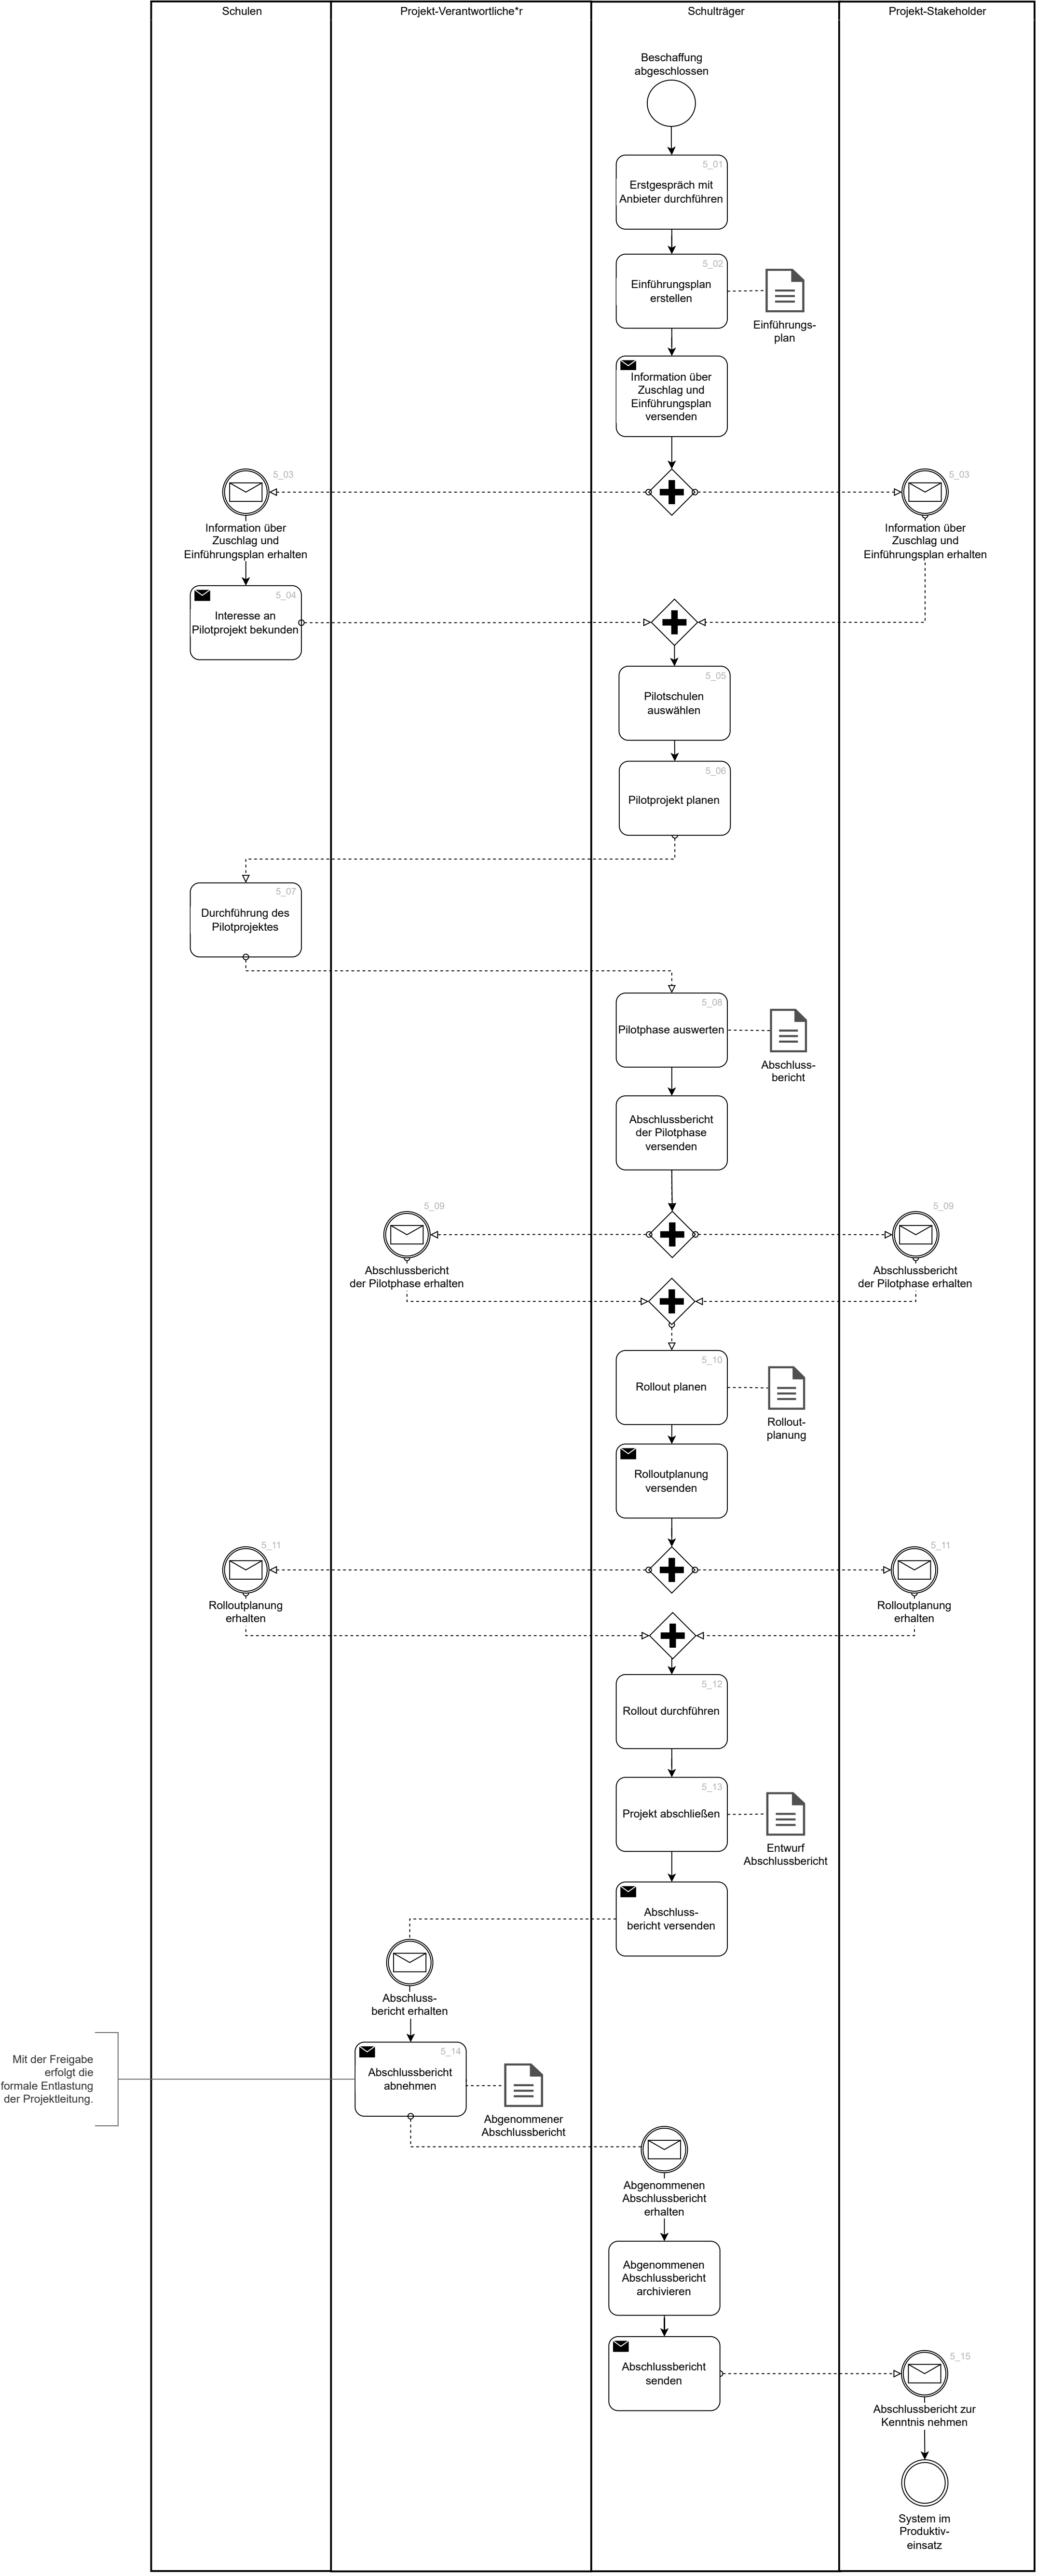 Schulen
Projekt-Verantwortliche*r
Schulträger
Projekt-Stakeholder
Beschaffung
abgeschlossen
5_01
Erstgespräch mit
Anbieter durchführen
5_02
Einführungsplan
erstellen
Einführungs-
plan
Information über
Zuschlag und
Einführungsplan
versenden
5_03
Information über
Zuschlag und
Einführungsplan erhalten
5_03
Information über
Zuschlag und
Einführungsplan erhalten
5_04
Interesse an
Pilotprojekt bekunden
5_05
Pilotschulen
auswählen
5_06
Pilotprojekt planen
5_07
Durchführung des
Pilotprojektes
5_08
Pilotphase auswerten
Abschluss-
bericht
Abschlussbericht
der Pilotphase
versenden
5_09
Abschlussbericht
der Pilotphase erhalten
5_09
Abschlussbericht
der Pilotphase erhalten
5_10
Rollout planen
Rollout-
planung
Rolloutplanung
versenden
5_11
Rolloutplanung
erhalten
5_11
Rolloutplanung
erhalten
5_12
Rollout durchführen
5_13
Projekt abschließen
Entwurf
Abschlussbericht
Abschluss-
bericht versenden
Abschluss-
bericht erhalten
Mit der Freigabe
erfolgt die
formale Entlastung
der Projektleitung.
5_14
Abschlussbericht
abnehmen
Abgenommener
Abschlussbericht
Abgenommenen
Abschlussbericht
erhalten
Abgenommenen
Abschlussbericht
archivieren
Abschlussbericht
senden
5_15
Abschlussbericht zur
Kenntnis nehmen
System im
Produktiv-
einsatz